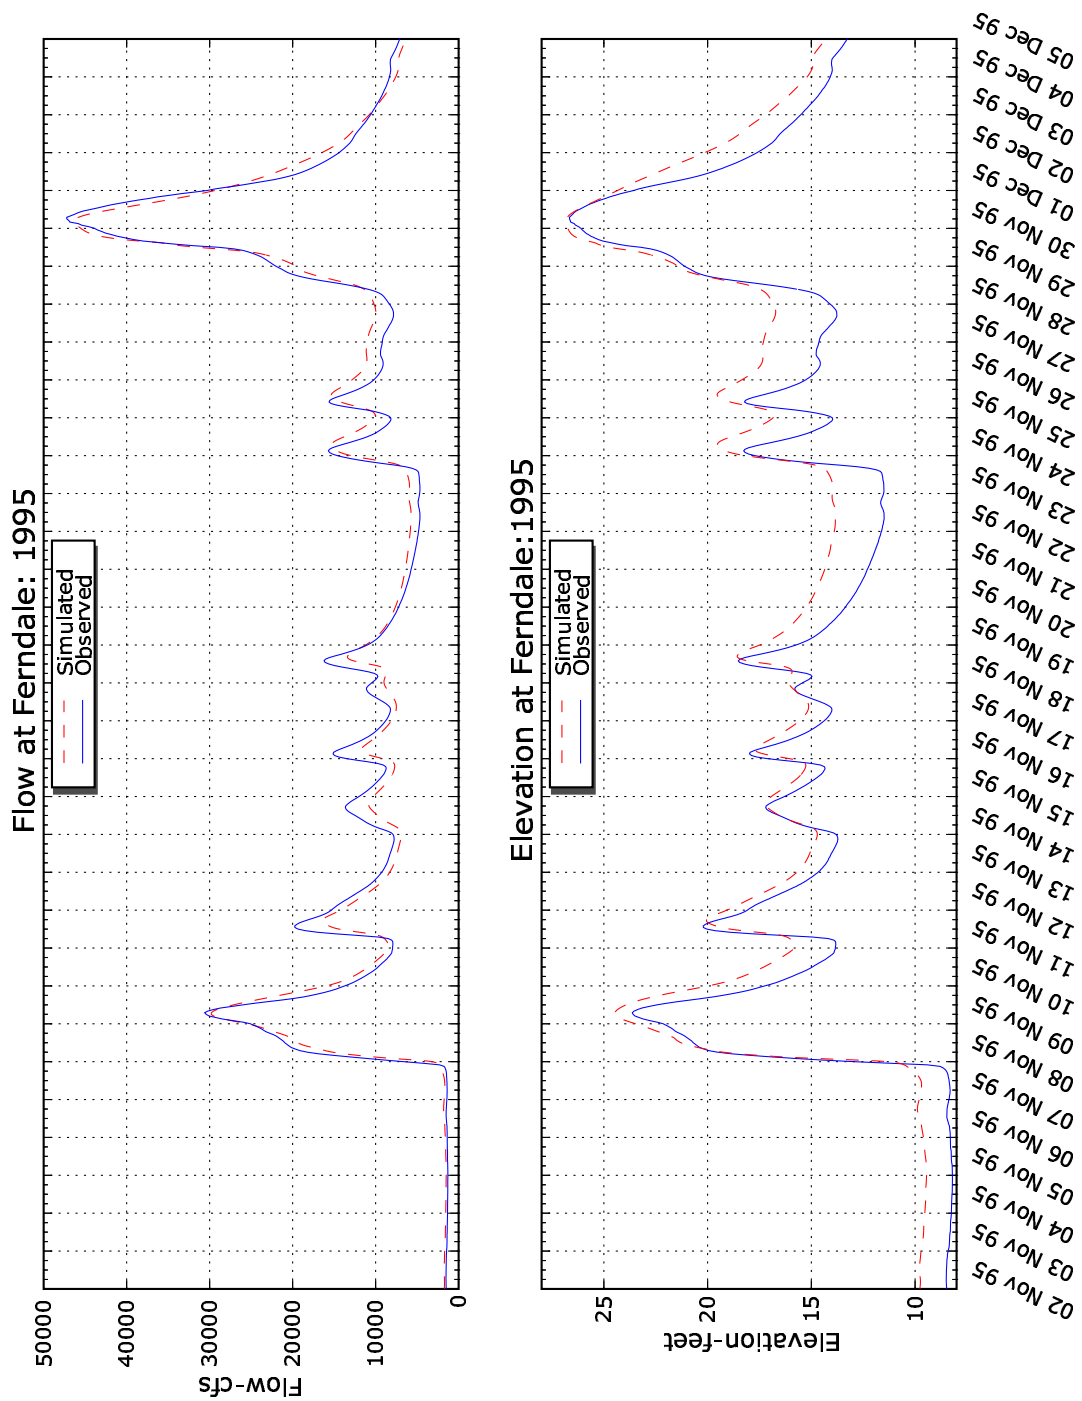 Flow at Ferndale: 1995
Simulated
Observed
50000
40000
30000
20000
10000
0
Flow-cfs
Elevation at Ferndale:1995
Simulated
Observed
25
20
15
10
Elevation-feet
02 Nov 95
03 Nov 95
04 Nov 95
05 Nov 95
06 Nov 95
07 Nov 95
08 Nov 95
09 Nov 95
10 Nov 95
11 Nov 95
12 Nov 95
13 Nov 95
14 Nov 95
15 Nov 95
16 Nov 95
17 Nov 95
18 Nov 95
19 Nov 95
20 Nov 95
21 Nov 95
22 Nov 95
23 Nov 95
24 Nov 95
25 Nov 95
26 Nov 95
27 Nov 95
28 Nov 95
29 Nov 95
30 Nov 95
01 Dec 95
02 Dec 95
03 Dec 95
04 Dec 95
05 Dec 95